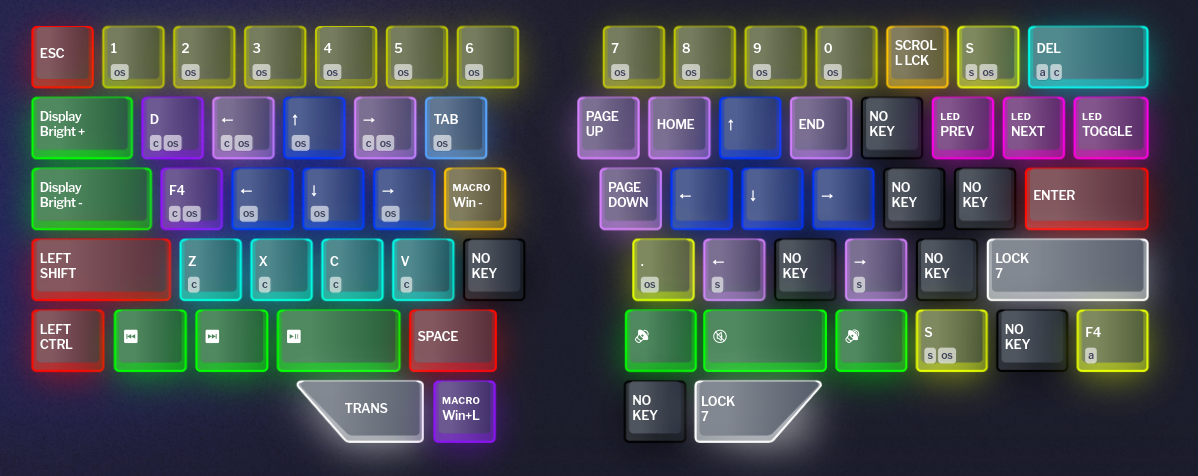 ESC
1
os
2
os
3
os
4
os
5
os
6
os
7
os
8
os
9
os
0
os
SCROL
L LCK
S
s os
DEL
a c
Display
Bright +
D
c os
←
c os
↑
os
→
c os
TAB
os
PAGE
UP
HOME
↑
END
NO
KEY
LED
PREV
LED
NEXT
LED
TOGGLE
Display
Bright -
F4
c os
←
os
↓
os
→
os
MACRO
Win -
PAGE
DOWN
←
↓
→
NO
KEY
NO
KEY
ENTER
LEFT
SHIFT
Z
c
X
c
C
c
V
c
NO
KEY
.
os
←
s
NO
KEY
→
s
NO
KEY
LOCK
7
LEFT
CTRL
⏮
⏭
⏯
SPACE
S
s os
NO
KEY
F4
a
TRANS
MACRO
Win+L
NO
KEY
LOCK
7